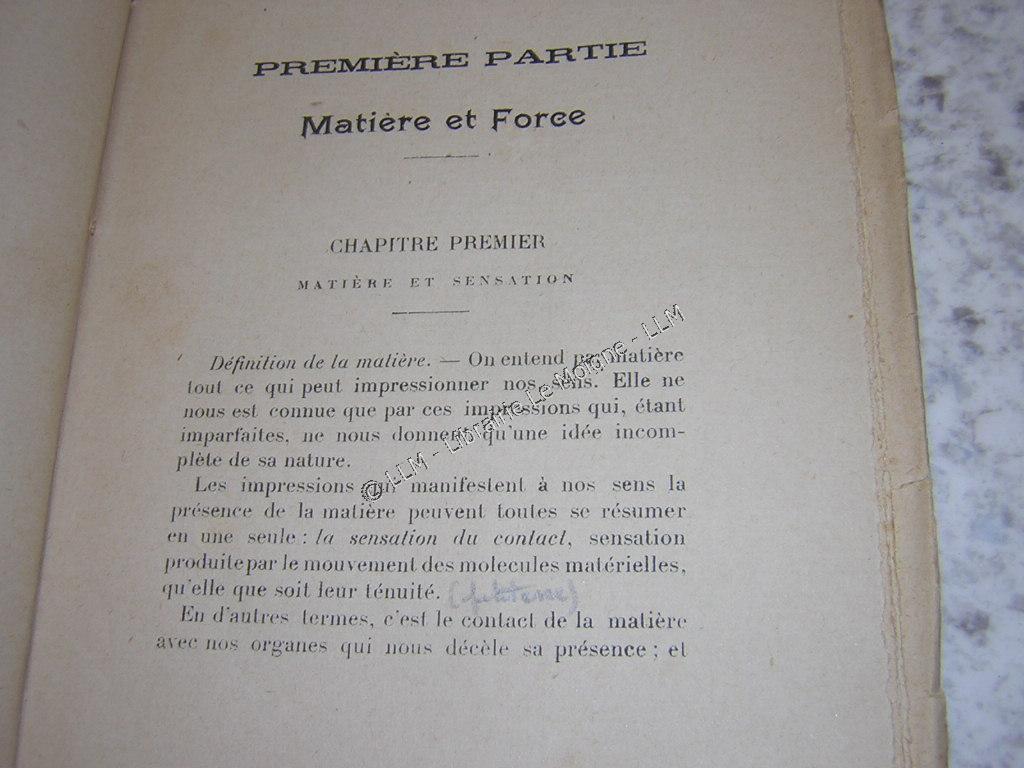 PREMIÈRE PARTIE
Matière et Force
CHAPITRE PREMIER
MATIÈRE ET SENSATION
Définition de la matière. — On entend par matière
tout ce qui peut impressionner nos sens. Elle ne
nous est connue que par ces impressions qui, étant
imparfaites, ne nous donnent qu'une idée incom-
plète de sa nature.
Les impressions qui manifestent à nos sens la
présence de la matière peuvent toutes se résumer
en une seule : la sensation du contact, sensation
produite par le mouvement des molecules matérielles,
qu'elle que soit leur ténuité.
En d'autres termes, c'est le contact de la matière
avec nos organes qui nous décèle sa présence ; et
© LLM - Librairie Le Moigne - LLM